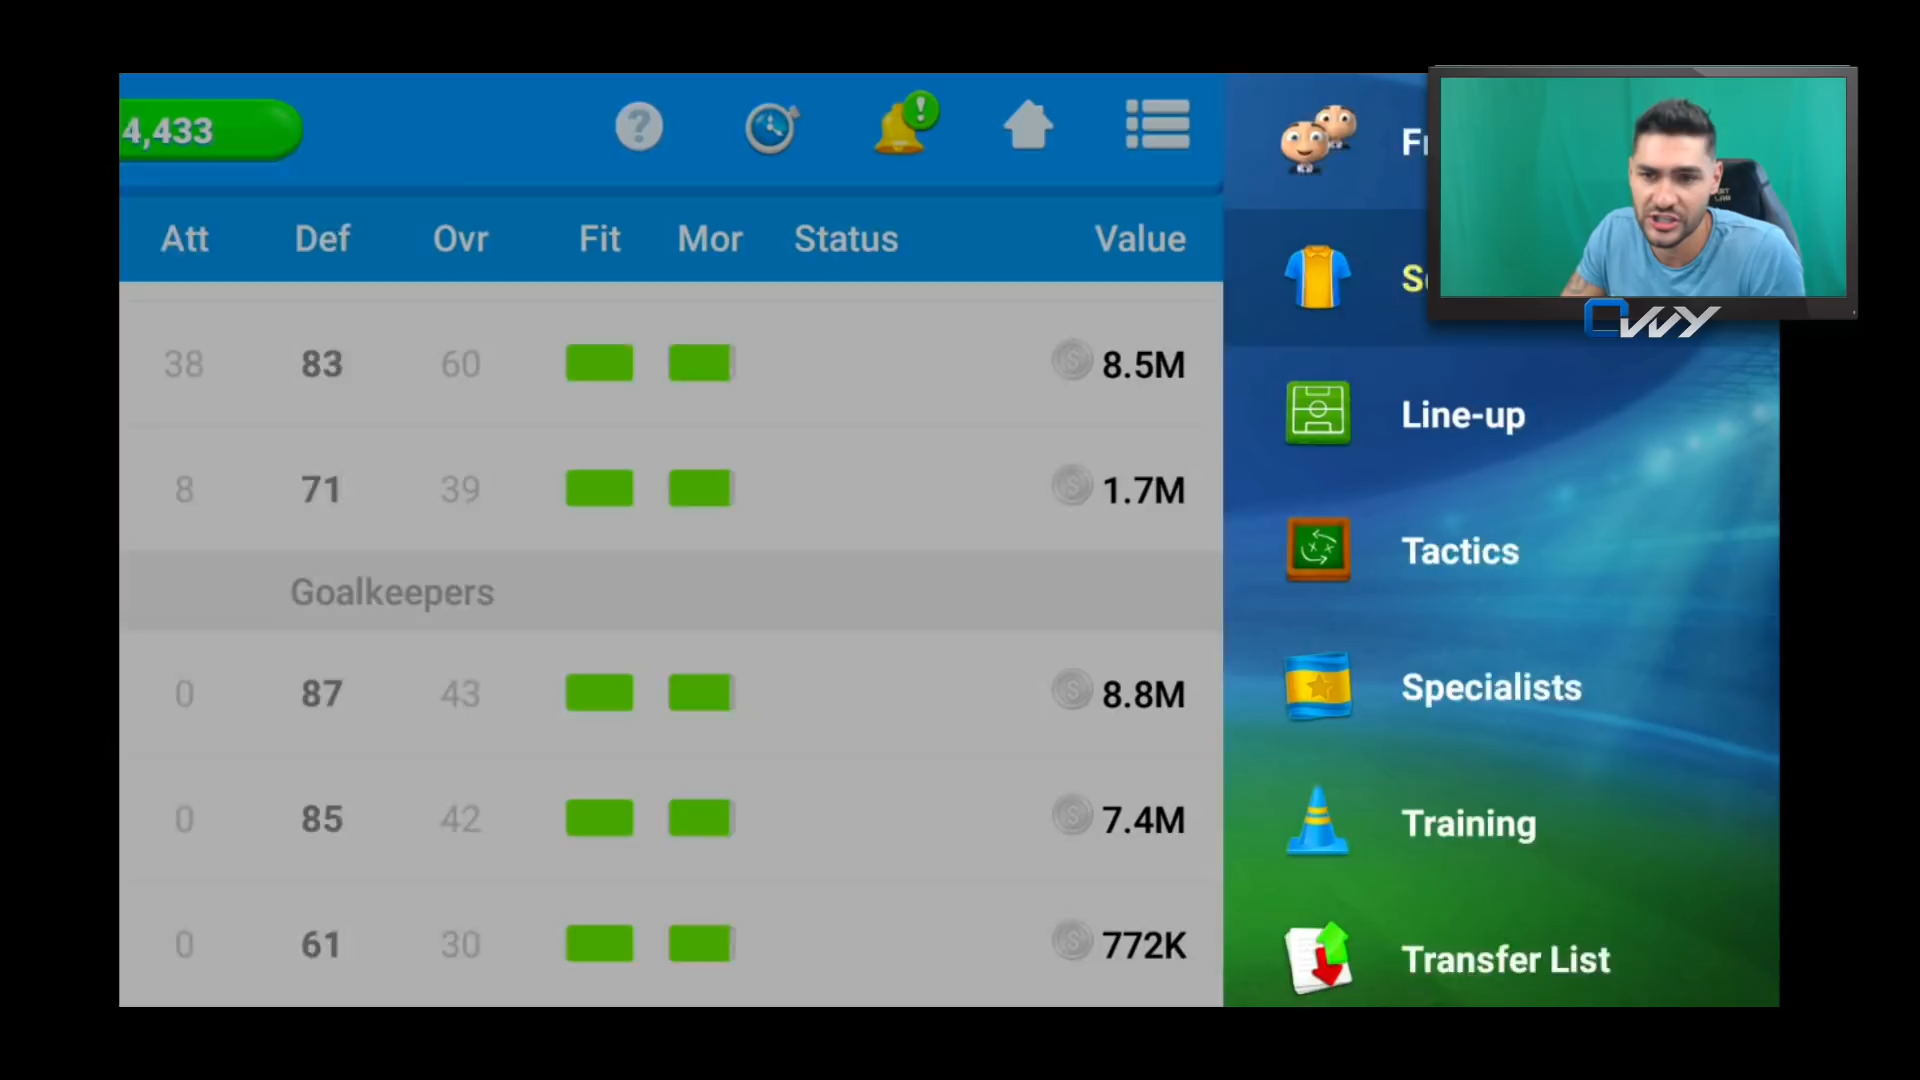 4,433
?
!
Att Def Ovr Fit Mor Status Value
38 83 60 8.5M
8 71 39 1.7M
Goalkeepers
0 87 43 8.8M
0 85 42 7.4M
0 61 30 772K
Line-up
Tactics
Specialists
Training
Transfer List